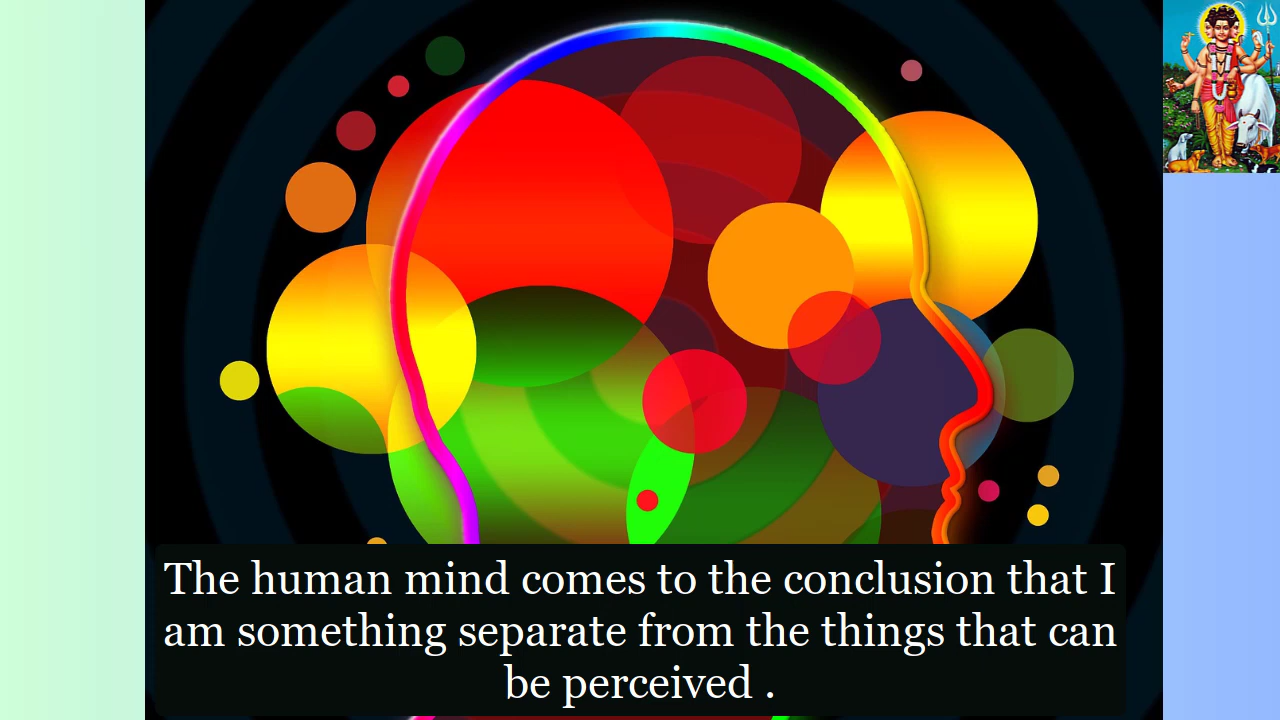 The human mind comes to the conclusion that I
am something separate from the things that can
be perceived .